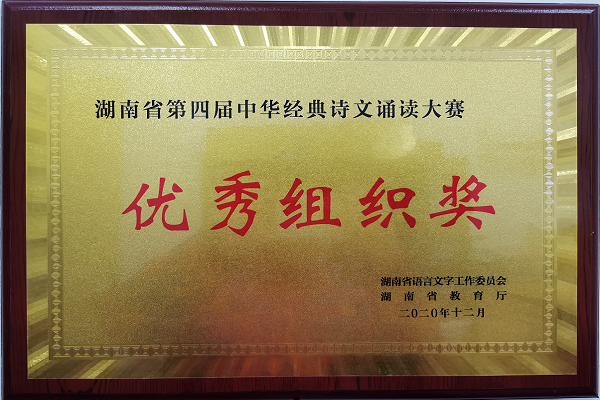 湖南省第四届中华经典诗文诵读大赛
优秀组织奖
湖南省语言文字工作委员会
湖南省教育厅
二〇二〇年十二月